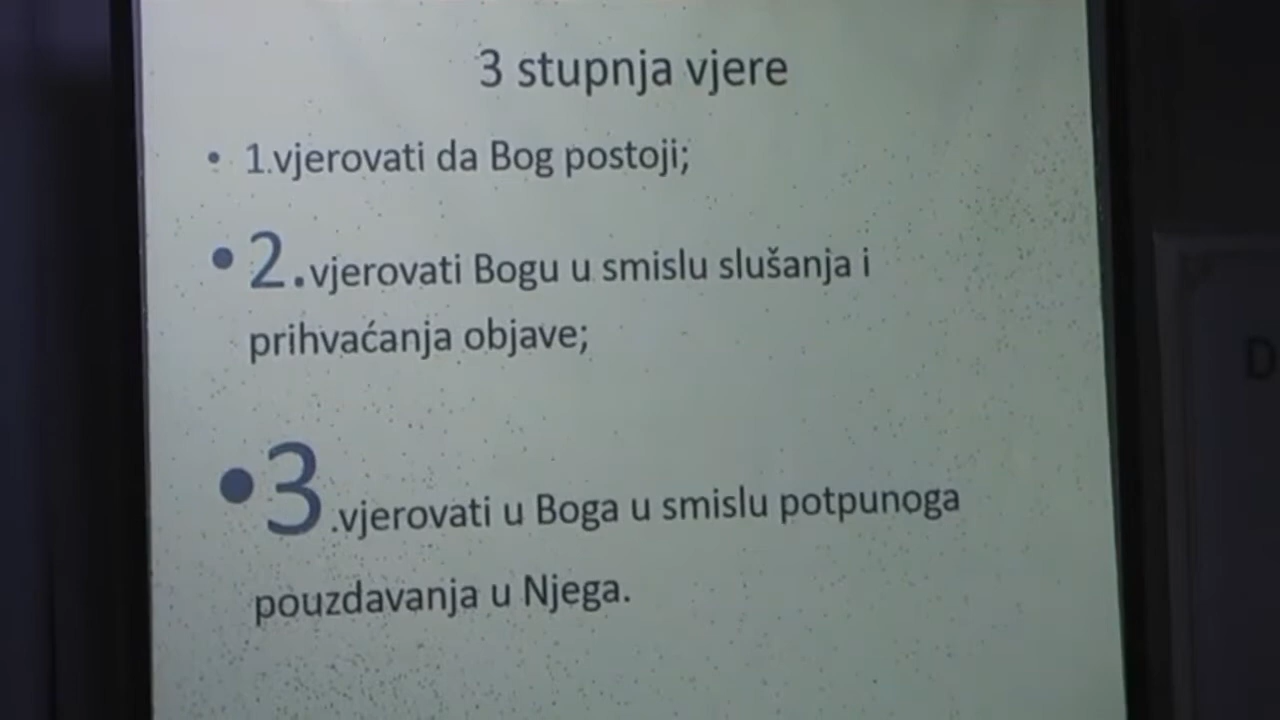 3 stupnja vjere
• 1.vjerovati da Bog postoji;
• 2.vjerovati Bogu u smislu slušanja i
prihvaćanja objave;
• 3.vjerovati u Boga u smislu potpunoga
pouzdavanja u Njega.
D